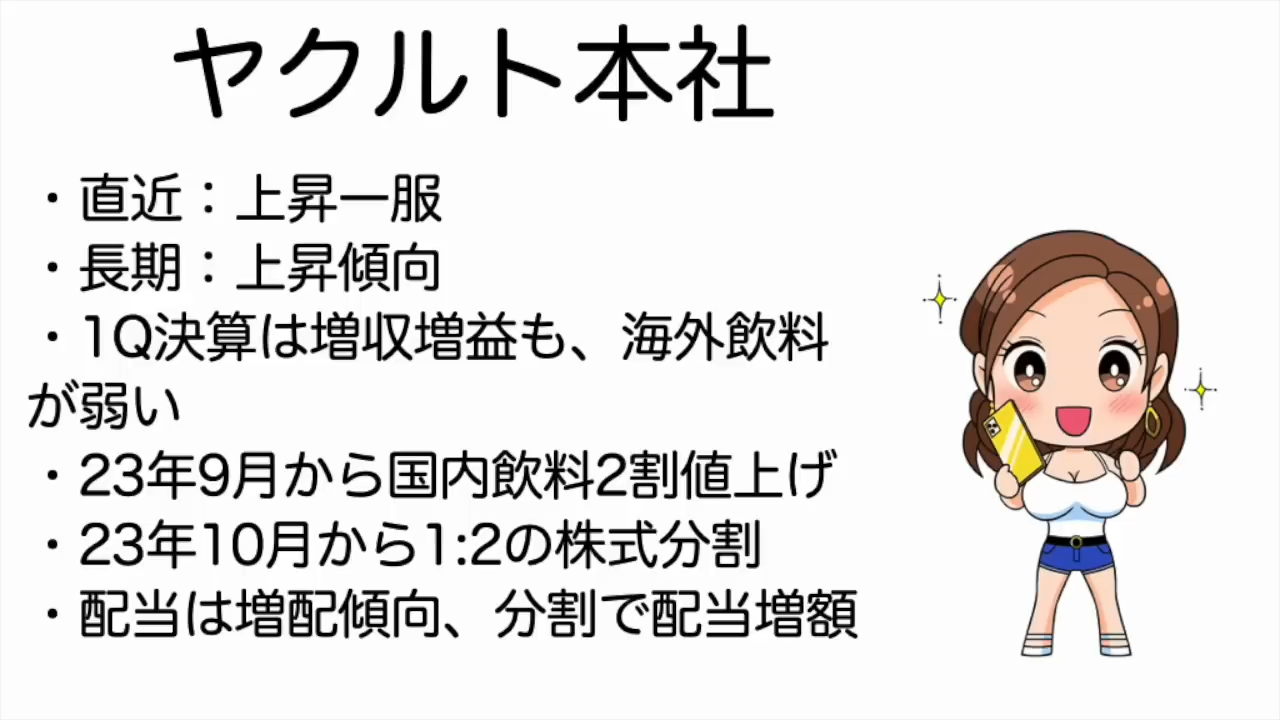 ヤクルト本社
・直近：上昇一服
・長期：上昇傾向
・1Q決算は増収増益も、海外飲料
が弱い
・23年9月から国内飲料2割値上げ
・23年10月から1:2の株式分割
・配当は増配傾向、分割で配当増額